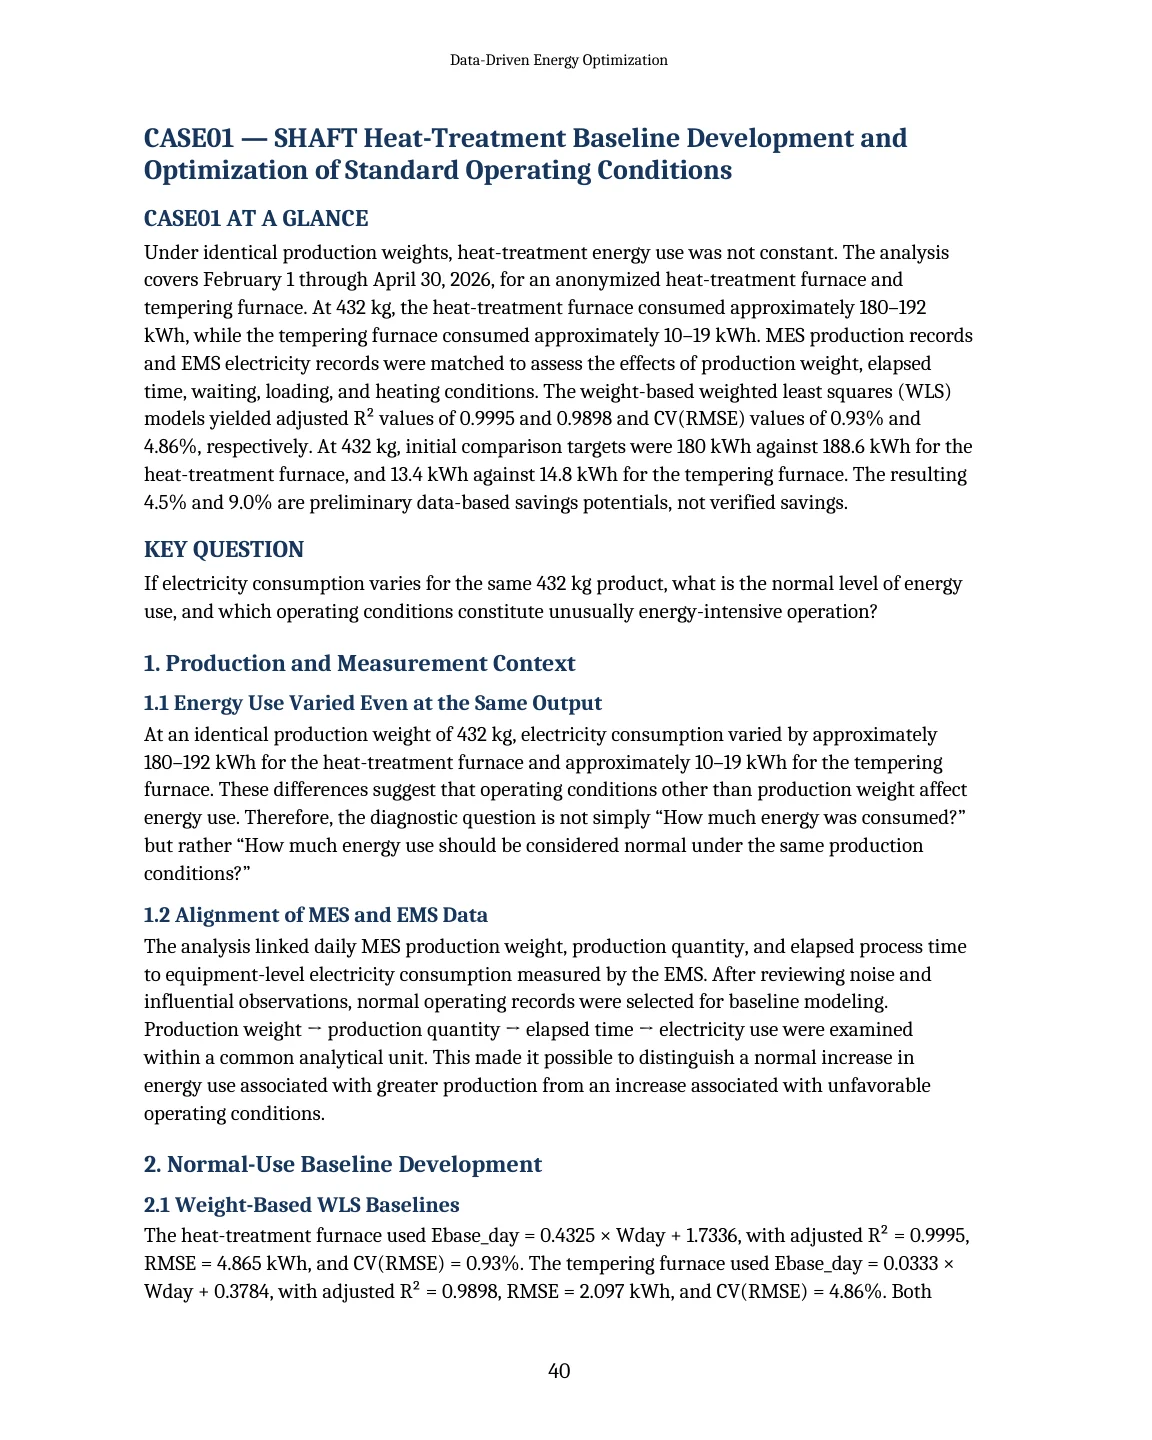 Data-Driven Energy Optimization
CASE01 — SHAFT Heat-Treatment Baseline Development and
Optimization of Standard Operating Conditions
CASE01 AT A GLANCE
Under identical production weights, heat-treatment energy use was not constant. The analysis
covers February 1 through April 30, 2026, for an anonymized heat-treatment furnace and
tempering furnace. At 432 kg, the heat-treatment furnace consumed approximately 180–192
kWh, while the tempering furnace consumed approximately 10–19 kWh. MES production records
and EMS electricity records were matched to assess the effects of production weight, elapsed
time, waiting, loading, and heating conditions. The weight-based weighted least squares (WLS)
models yielded adjusted R² values of 0.9995 and 0.9898 and CV(RMSE) values of 0.93% and
4.86%, respectively. At 432 kg, initial comparison targets were 180 kWh against 188.6 kWh for the
heat-treatment furnace, and 13.4 kWh against 14.8 kWh for the tempering furnace. The resulting
4.5% and 9.0% are preliminary data-based savings potentials, not verified savings.
KEY QUESTION
If electricity consumption varies for the same 432 kg product, what is the normal level of energy
use, and which operating conditions constitute unusually energy-intensive operation?
1. Production and Measurement Context
1.1 Energy Use Varied Even at the Same Output
At an identical production weight of 432 kg, electricity consumption varied by approximately
180–192 kWh for the heat-treatment furnace and approximately 10–19 kWh for the tempering
furnace. These differences suggest that operating conditions other than production weight affect
energy use. Therefore, the diagnostic question is not simply “How much energy was consumed?”
but rather “How much energy use should be considered normal under the same production
conditions?”
1.2 Alignment of MES and EMS Data
The analysis linked daily MES production weight, production quantity, and elapsed process time
to equipment-level electricity consumption measured by the EMS. After reviewing noise and
influential observations, normal operating records were selected for baseline modeling.
Production weight → production quantity → elapsed time → electricity use were examined
within a common analytical unit. This made it possible to distinguish a normal increase in
energy use associated with greater production from an increase associated with unfavorable
operating conditions.
2. Normal-Use Baseline Development
2.1 Weight-Based WLS Baselines
The heat-treatment furnace used Ebase_day = 0.4325 × Wday + 1.7336, with adjusted R² = 0.9995,
RMSE = 4.865 kWh, and CV(RMSE) = 0.93%. The tempering furnace used Ebase_day = 0.0333 ×
Wday + 0.3784, with adjusted R² = 0.9898, RMSE = 2.097 kWh, and CV(RMSE) = 4.86%. Both
40